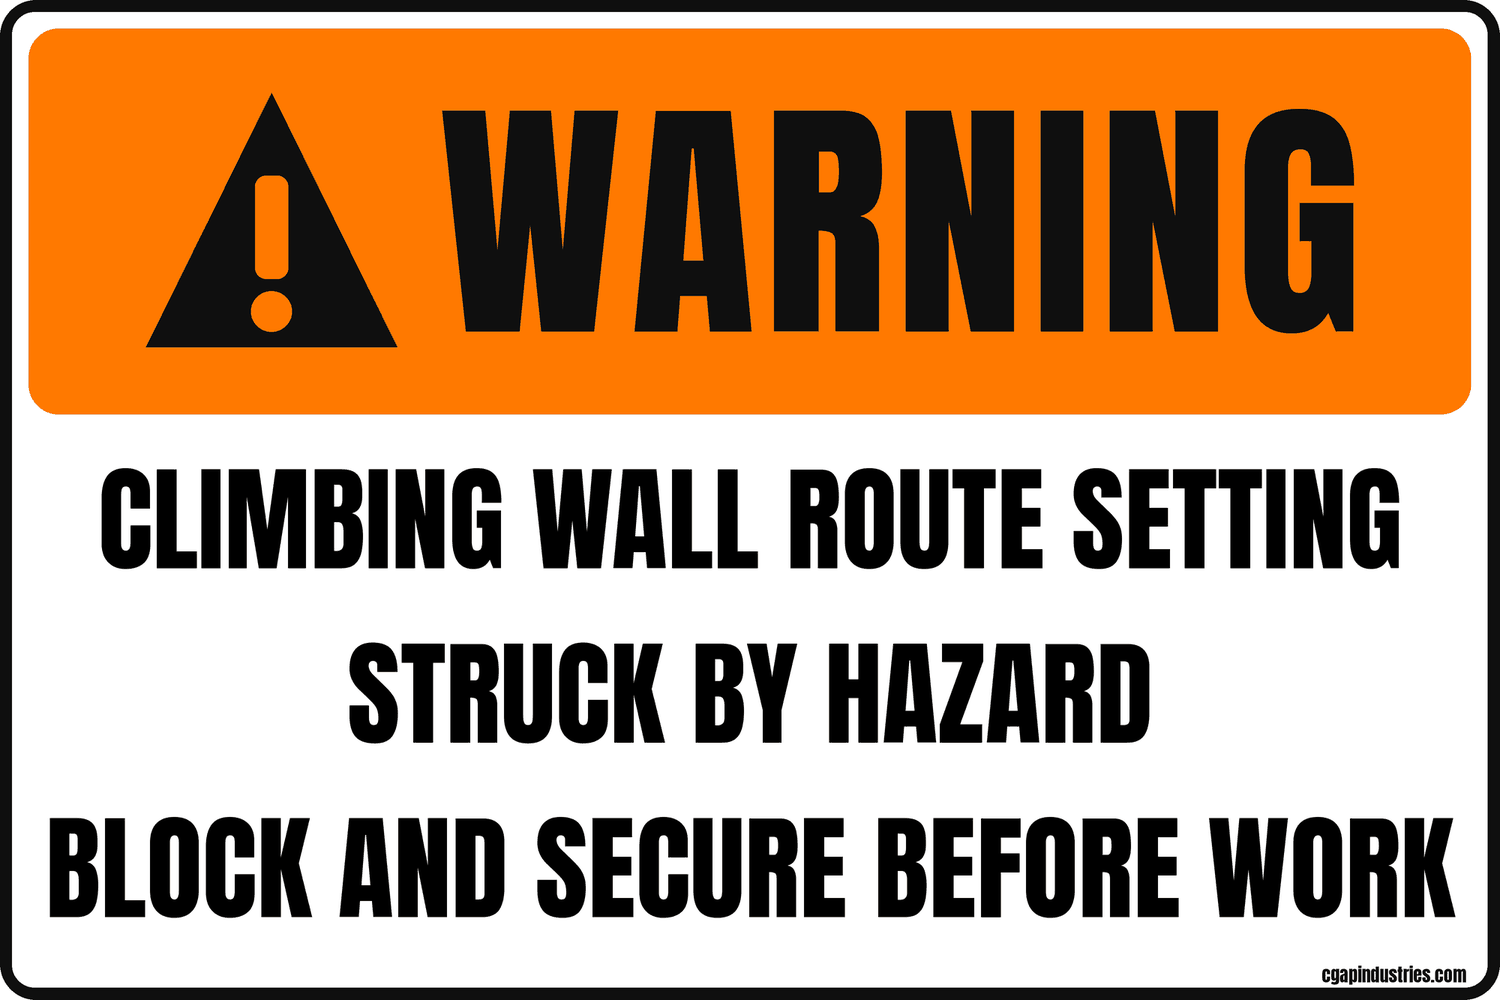 WARNING
CLIMBING WALL ROUTE SETTING
STRUCK BY HAZARD
BLOCK AND SECURE BEFORE WORK
cgapindustries.com